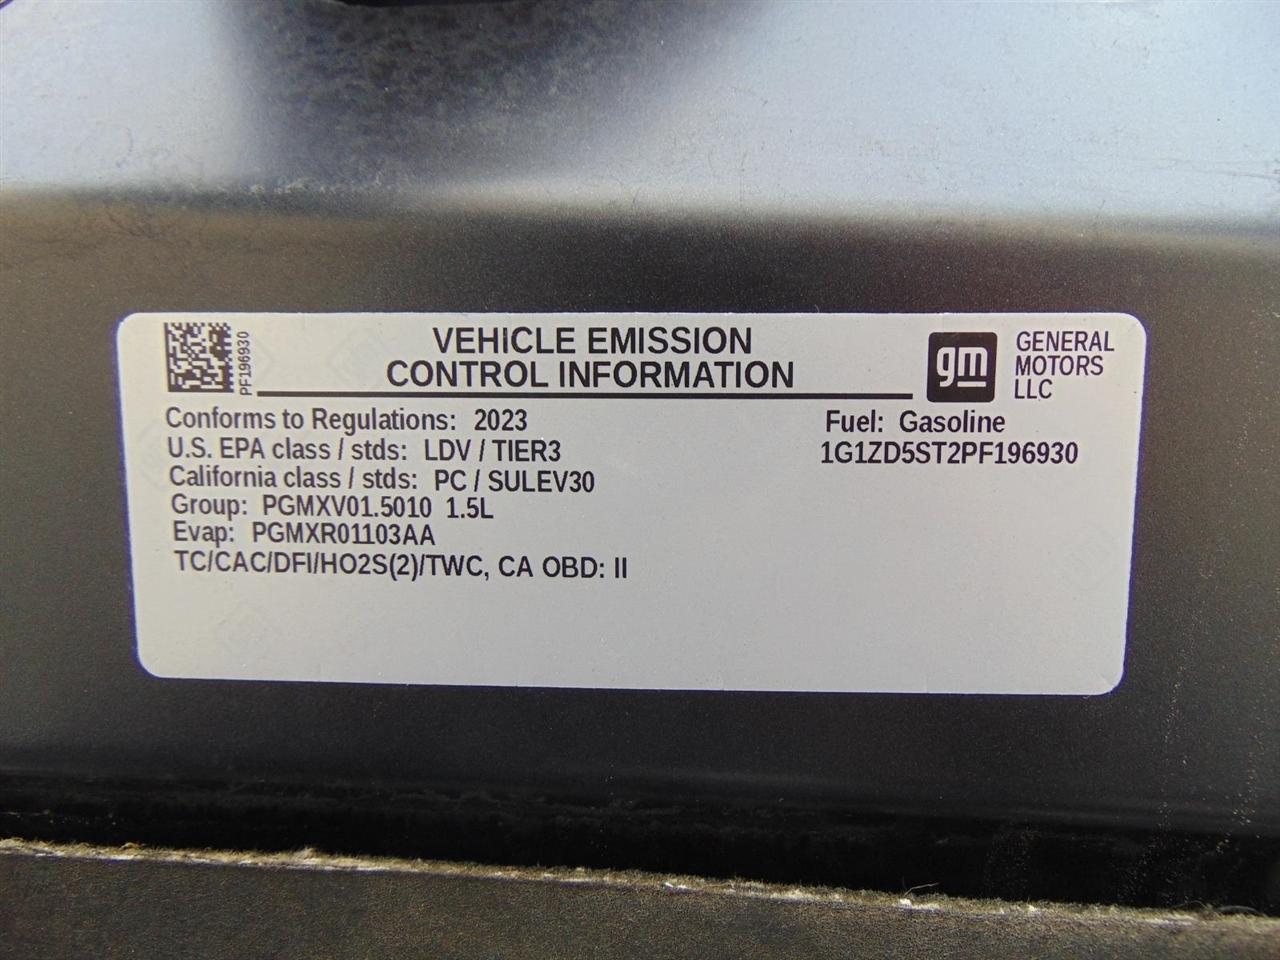 PF196930
VEHICLE EMISSION
CONTROL INFORMATION
gm
GENERAL
MOTORS
LLC
Conforms to Regulations: 2023
U.S. EPA class / stds: LDV / TIER3
California class / stds: PC / SULEV30
Group: PGMXV01.5010 1.5L
Evap: PGMXR01103AA
TC/CAC/DFI/HO2S(2)/TWC, CA OBD: II
Fuel: Gasoline
1G1ZD5ST2PF196930